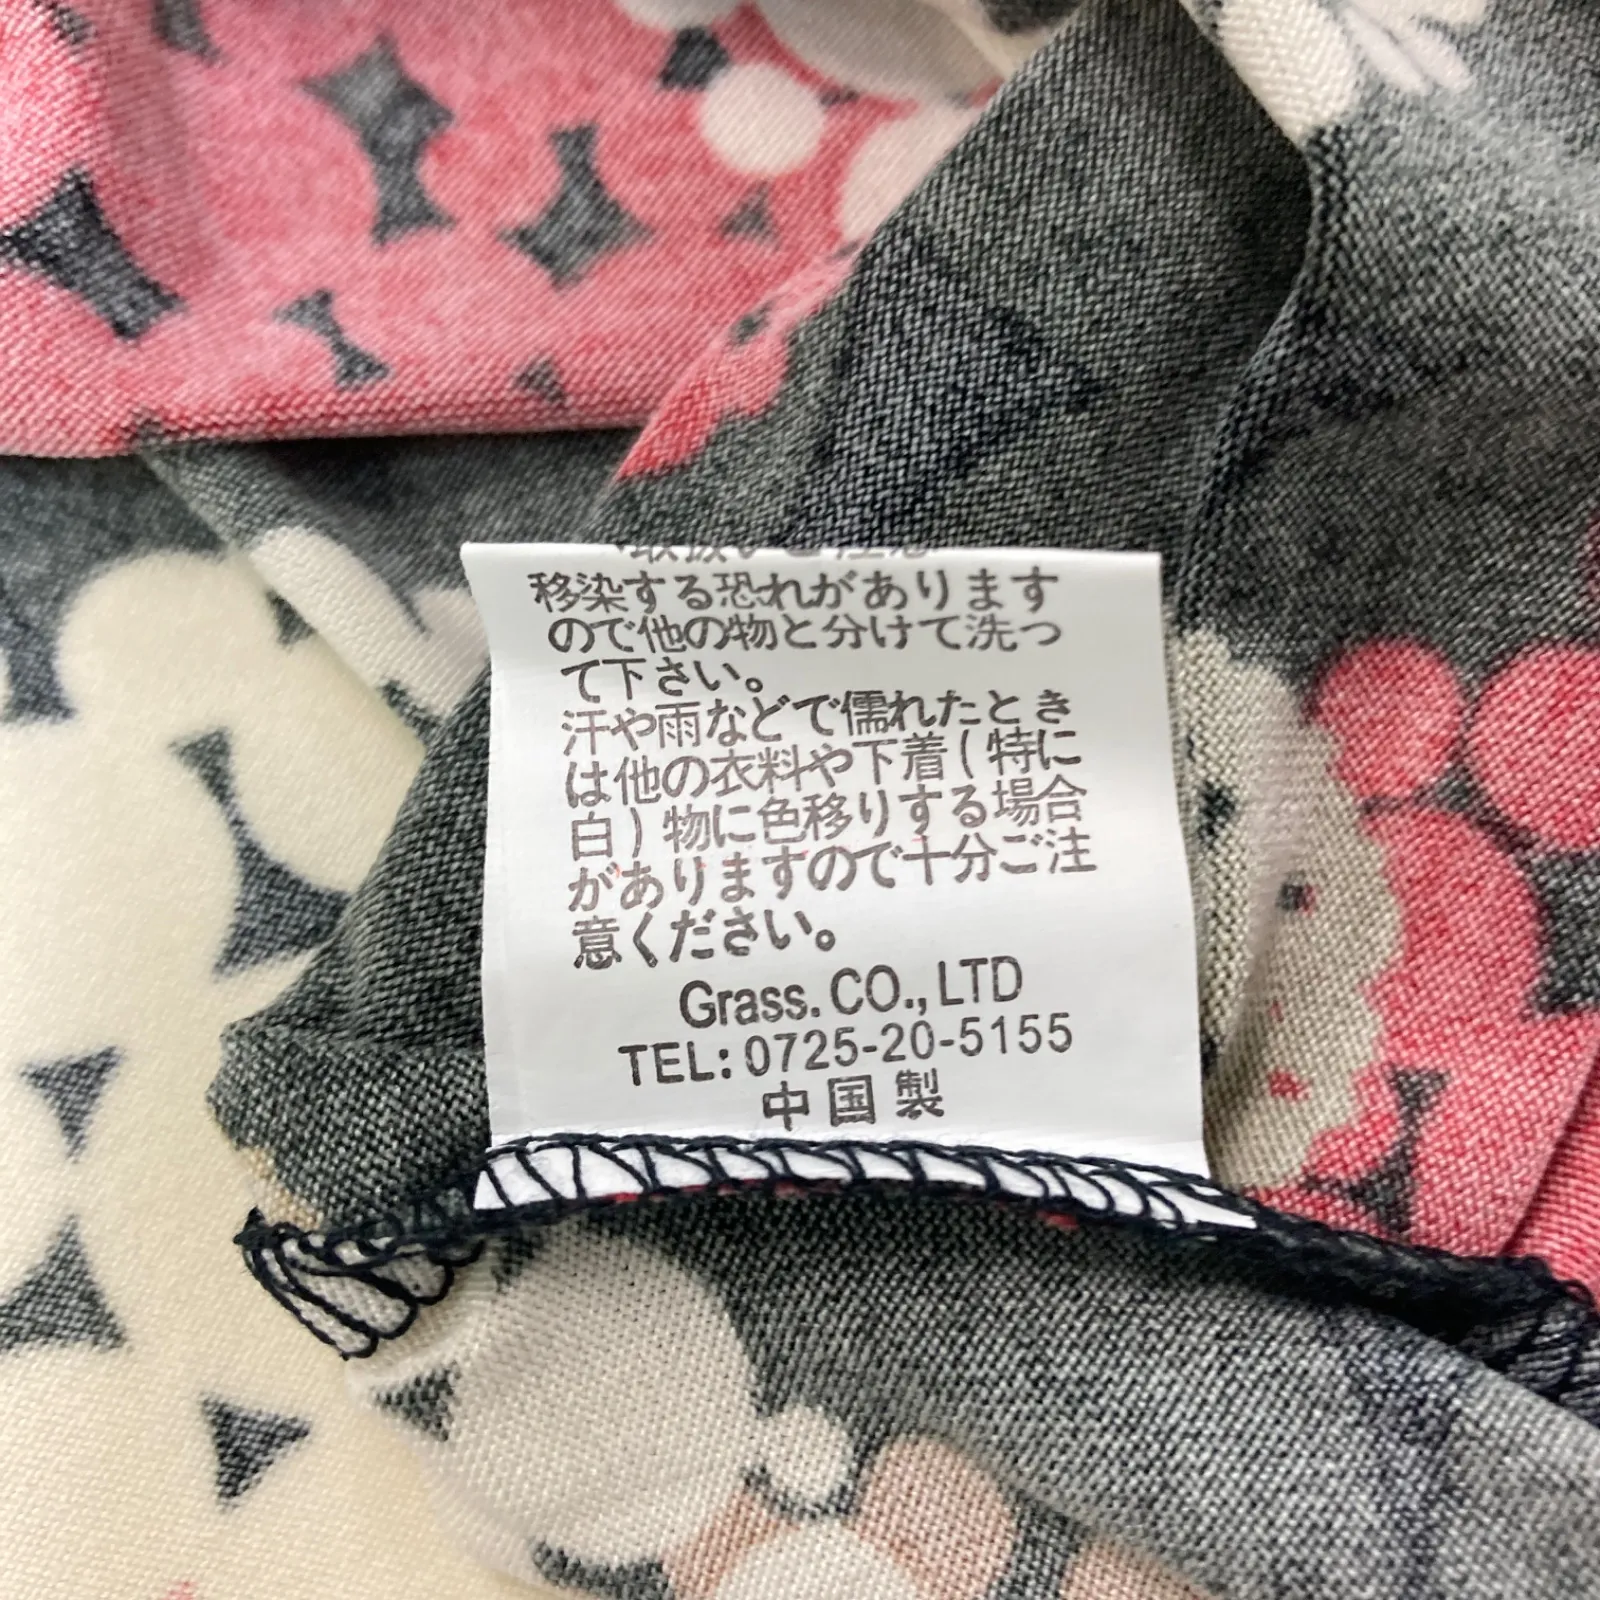 移染する恐れがあります
ので他の物と分けて洗っ
て下さい。
汗や雨などで儒れたとき
は他の衣料や下着(特に
白)物に色移りする場合
がありますので十分ご注
意ください。
Grass. CO., LTD
TEL: 0725-20-5155
中国製